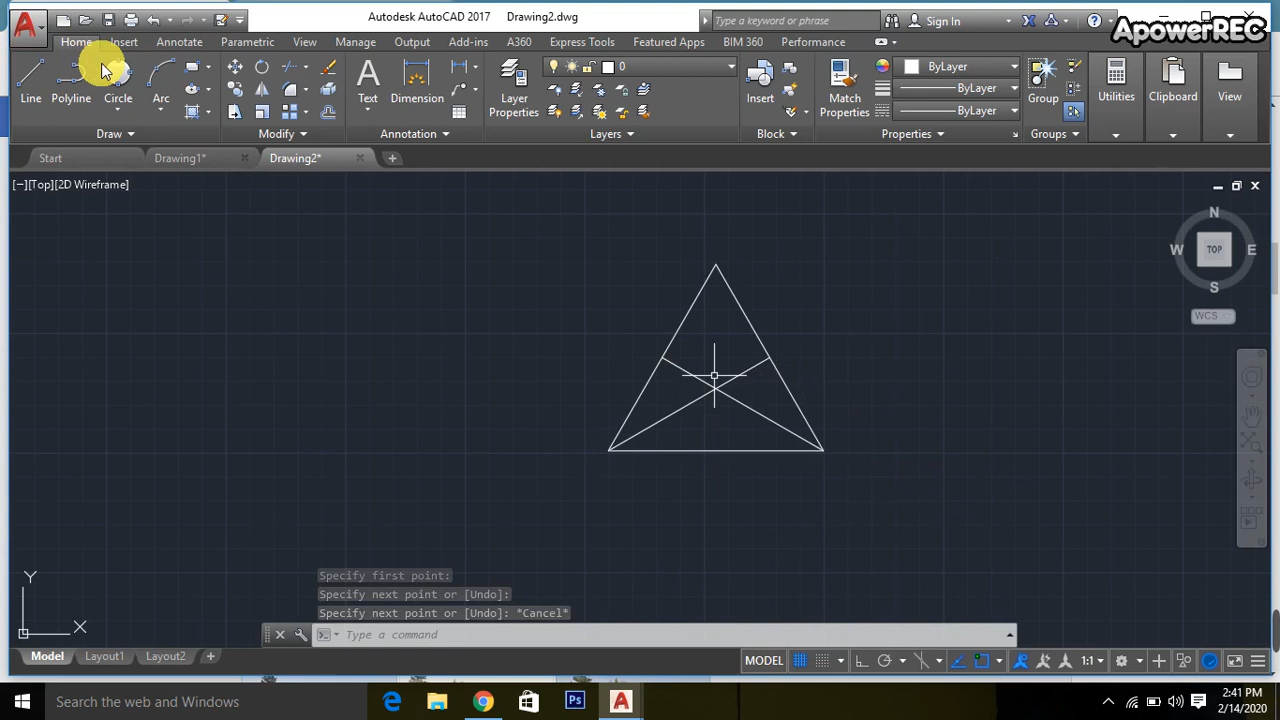 Autodesk AutoCAD 2017 Drawing2.dwg
Type a keyword or phrase
Sign In
ApowerREC
Home Insert Annotate Parametric View Manage Output Add-ins A360 Express Tools Featured Apps BIM 360 Performance
Line Polyline Circle Arc
Text Dimension
Layer Properties
0
Insert
Match Properties
ByLayer
ByLayer
ByLayer
Group
Utilities
Clipboard
View
Draw Modify Annotation Layers Block Properties Groups
Start Drawing1* Drawing2*
[−][Top][2D Wireframe]
N
W TOP E
S
WCS
Y
X
Specify first point:
Specify next point or [Undo]:
Specify next point or [Undo]: *Cancel*
Type a command
Model Layout1 Layout2
MODEL 1:1
Search the web and Windows
Ps
2:41 PM
2/14/2020